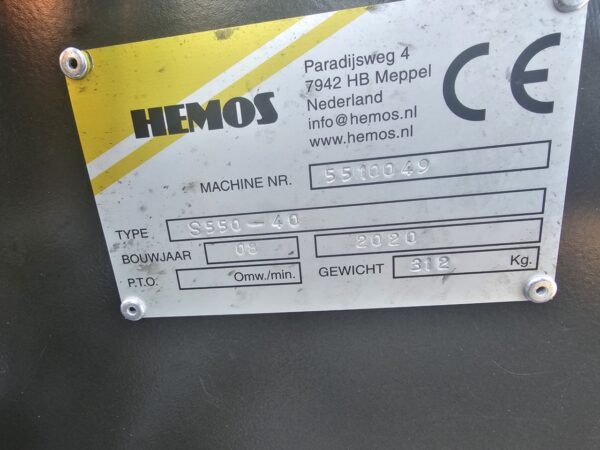 HEMOS
Paradijsweg 4
7942 HB Meppel
Nederland
info@hemos.nl
www.hemos.nl
CE
MACHINE NR. 5510049
TYPE S550-40
BOUWJAAR 08 2020
P.T.O. Omw./min. GEWICHT 312 Kg.